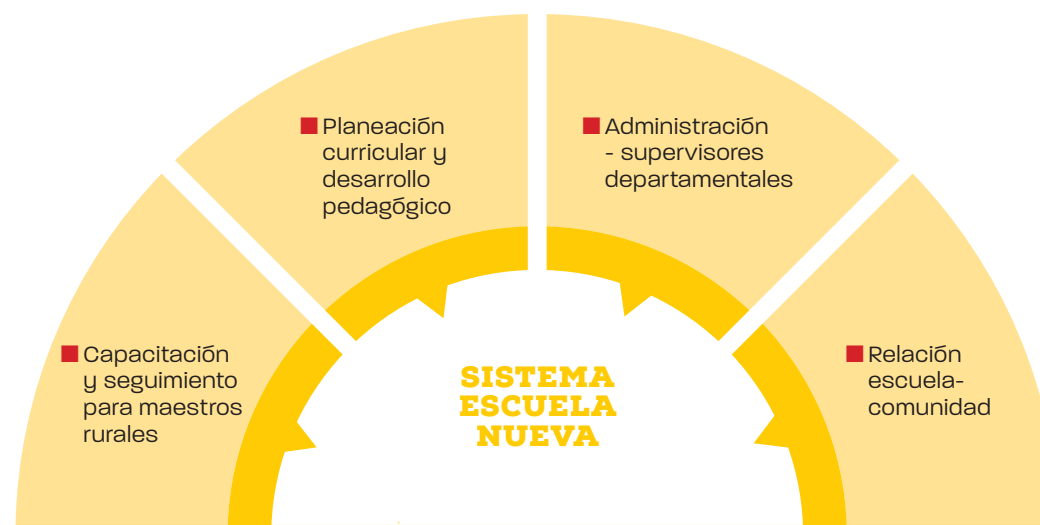 Planeación
curricular y
desarrollo
pedagógico
Administración
- supervisores
departamentales
Capacitación
y seguimiento
para maestros
rurales
Relación
escuela-
comunidad
SISTEMA
ESCUELA
NUEVA